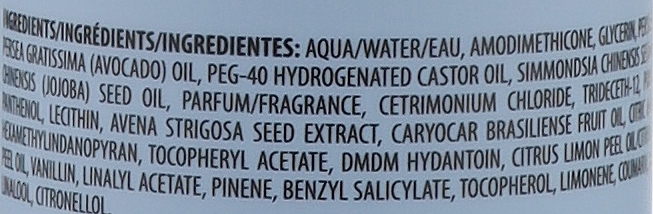 INGREDIENTS/INGRÉDIENTS/INGREDIENTES: AQUA/WATER/EAU, AMODIMETHICONE, GLYCERIN,
PERSEA GRATISSIMA (AVOCADO) OIL, PEG-40 HYDROGENATED CASTOR OIL, SIMMONDSIA CHINENSIS
CHINENSIS (JOJOBA) SEED OIL, PARFUM/FRAGRANCE, CETRIMONIUM CHLORIDE, TRIDECETH-12,
PANTHENOL, LECITHIN, AVENA STRIGOSA SEED EXTRACT, CARYOCAR BRASILIENSE FRUIT OIL, CITRIC
HEXAMETHYLINDANOPYRAN, TOCOPHERYL ACETATE, DMDM HYDANTOIN, CITRUS LIMON PEEL OIL,
PEEL OIL, VANILLIN, LINALYL ACETATE, PINENE, BENZYL SALICYLATE, TOCOPHEROL, LIMONENE,
LINALOOL, CITRONELLOL.